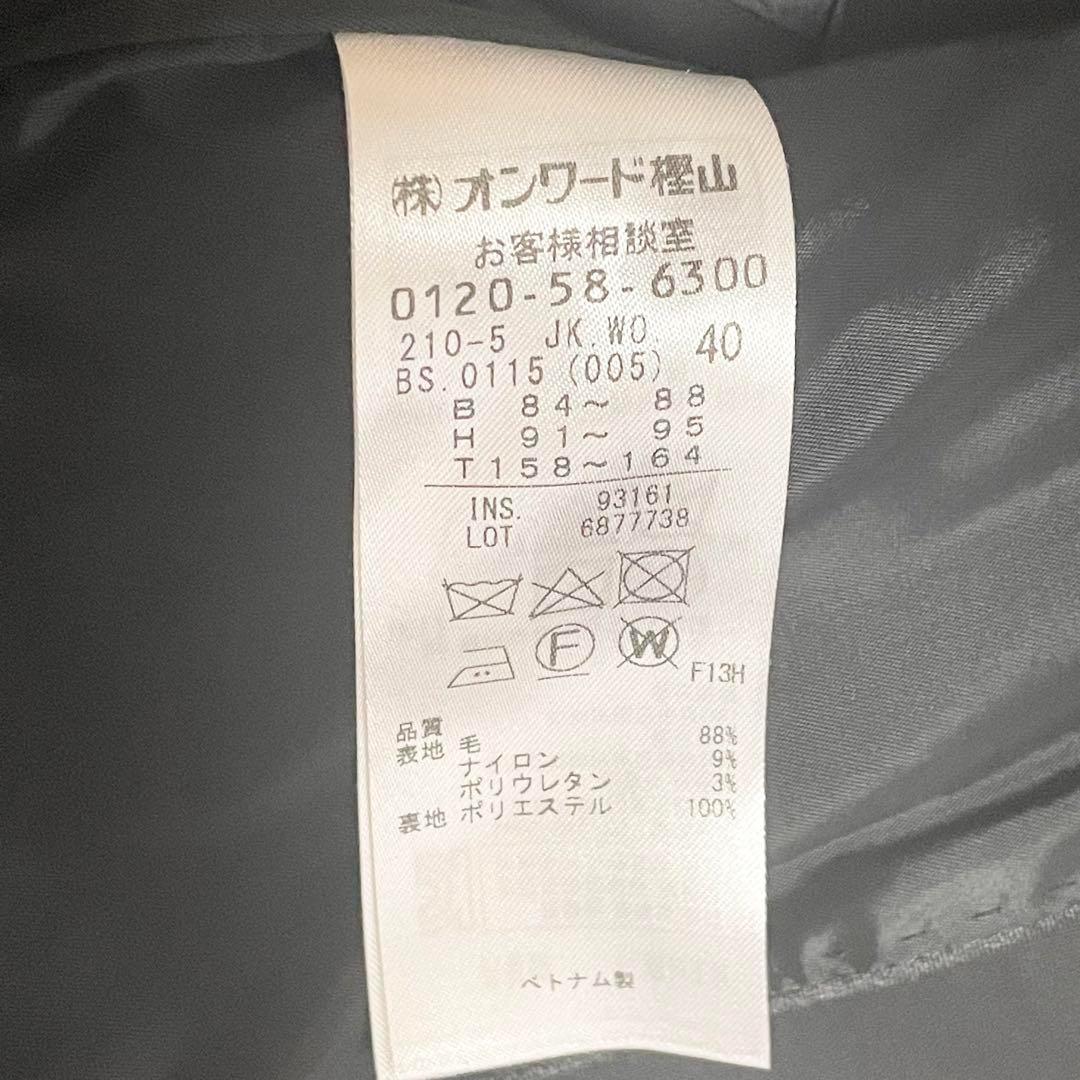 (株)オンワード樫山
お客様相談室
0120-58-6300
210-5 JK.WO. 40
BS.0115 (005)
B 84~ 88
H 91~ 95
T158~164
INS. 93161
LOT 6877738
F W
F13H
品質
表地 毛 88%
ナイロン 9%
ポリウレタン 3%
裏地 ポリエステル 100%
ベトナム製